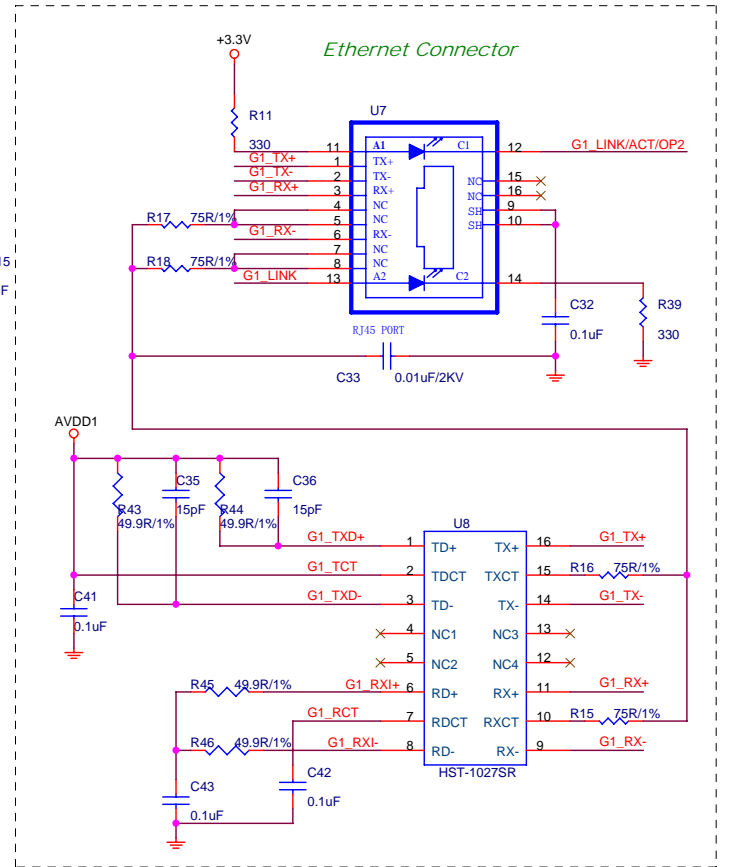 +3.3V
Ethernet Connector
R11
330
U7
11 A1 C1 12 G1_LINK/ACT/OP2
G1_TX+ 1 TX+
G1_TX- 2 TX- NC 15
G1_RX+ 3 RX+ NC 16
4 NC SH 9
R17 75R/1% 5 NC SH 10
G1_RX- 6 RX-
7 NC
R18 75R/1% 8 NC
G1_LINK 13 A2 C2 14
15
F
C32
0.1uF
R39
330
RJ45 PORT
C33 0.01uF/2KV
AVDD1
C35 C36
R43 15pF R44 15pF
49.9R/1% 49.9R/1%
U8
G1_TXD+ 1 TD+ TX+ 16 G1_TX+
G1_TCT 2 TDCT TXCT 15 R16 75R/1%
G1_TXD- 3 TD- TX- 14 G1_TX-
C41
0.1uF
4 NC1 NC3 13
5 NC2 NC4 12
R45 49.9R/1% G1_RXI+ 6 RD+ RX+ 11 G1_RX+
G1_RCT 7 RDCT RXCT 10 R15 75R/1%
R46 49.9R/1% G1_RXI- 8 RD- RX- 9 G1_RX-
HST-1027SR
C43
0.1uF
C42
0.1uF